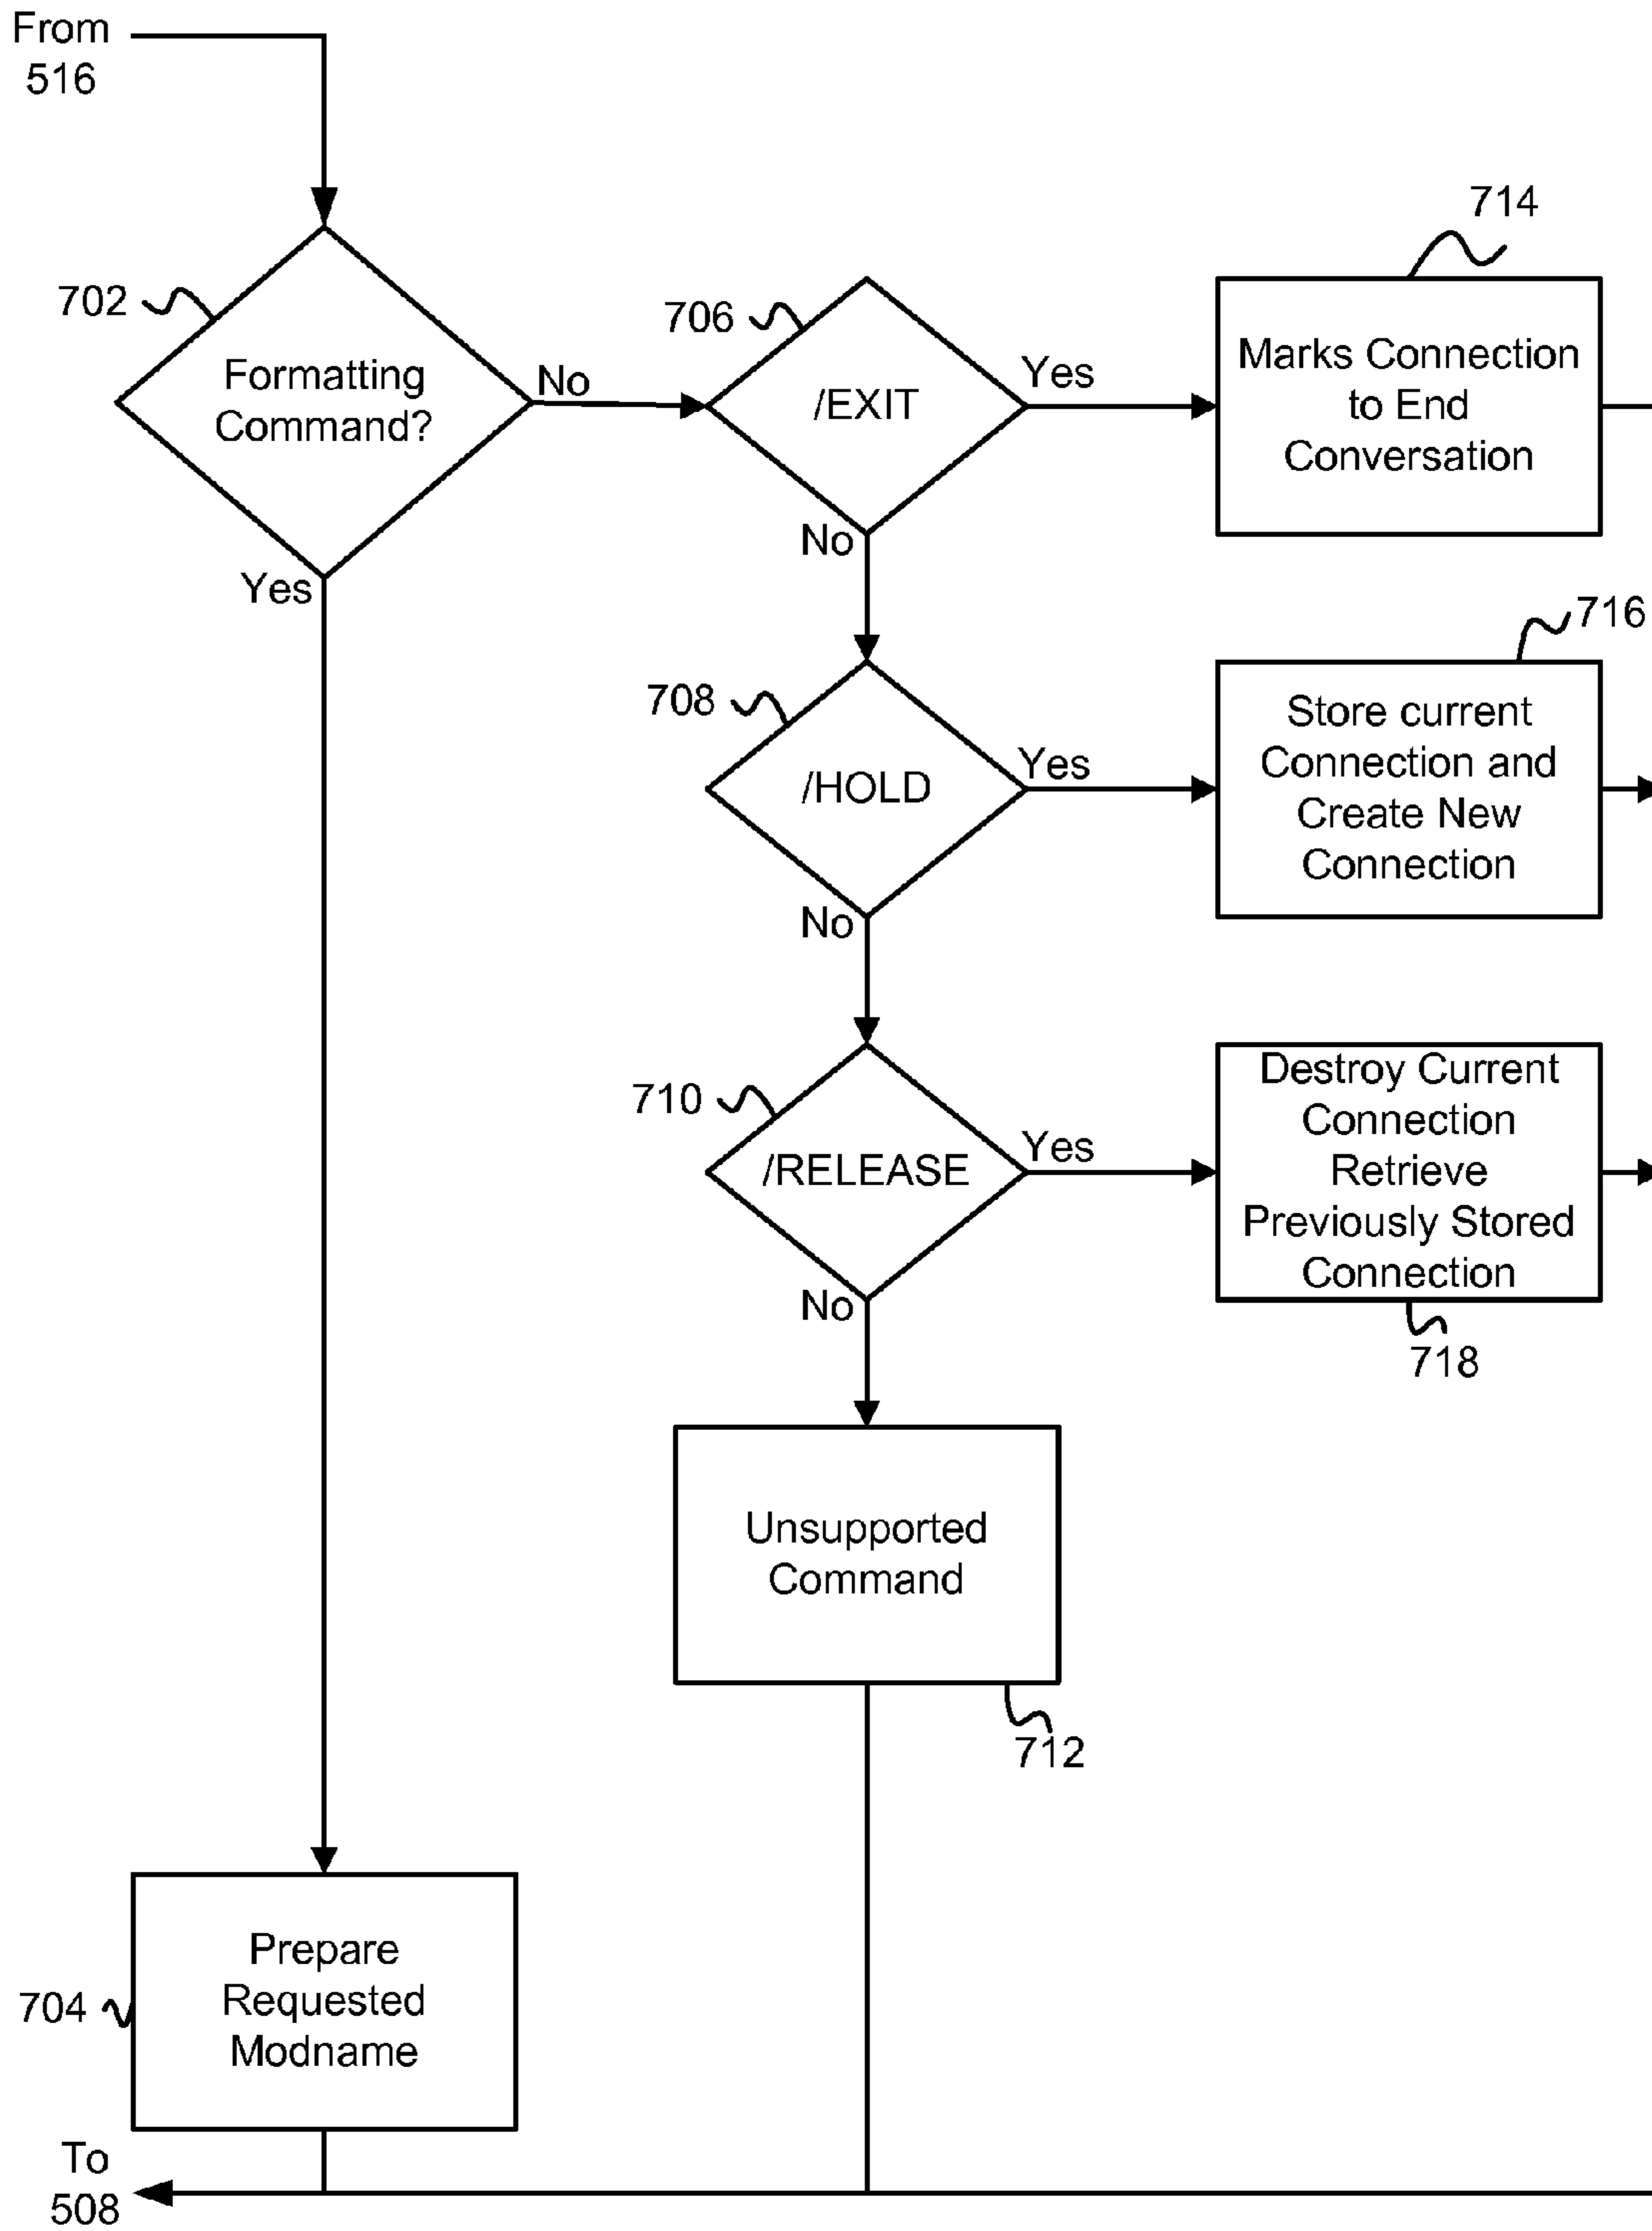 From
516
702
Formatting
Command?
No
Yes
706
/EXIT
Yes
No
714
Marks Connection
to End
Conversation
708
/HOLD
Yes
No
716
Store current
Connection and
Create New
Connection
710
/RELEASE
Yes
No
Destroy Current
Connection
Retrieve
Previously Stored
Connection
718
Unsupported
Command
712
Prepare
Requested
Modname
704
To
508